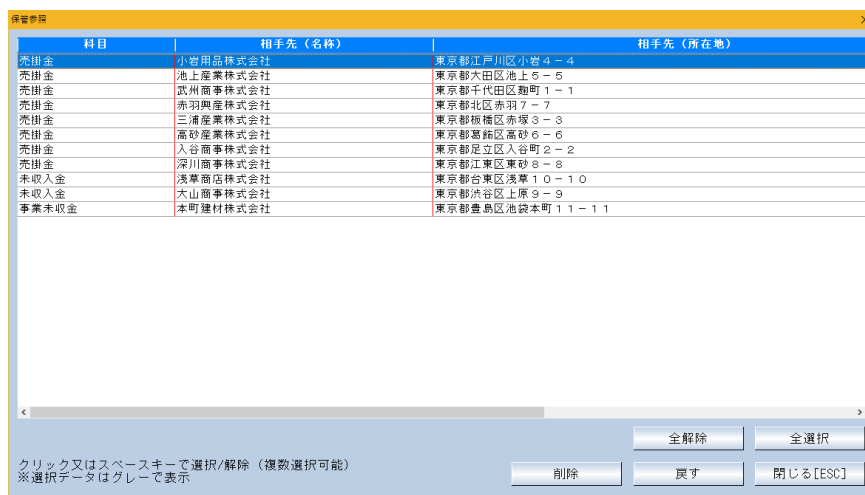 保管参照
科目 相手先（名称） 相手先（所在地）
売掛金 小岩用品株式会社 東京都江戸川区小岩４－４
売掛金 池上産業株式会社 東京都大田区池上５－５
売掛金 武州商事株式会社 東京都千代田区麹町１－１
売掛金 赤羽興産株式会社 東京都北区赤羽７－７
売掛金 三浦産業株式会社 東京都板橋区赤塚３－３
売掛金 高砂産業株式会社 東京都葛飾区高砂６－６
売掛金 入谷商事株式会社 東京都足立区入谷町２－２
売掛金 深川商事株式会社 東京都江東区東砂８－８
未収入金 浅草商店株式会社 東京都台東区浅草１０－１０
未収入金 大山商事株式会社 東京都渋谷区上原９－９
事業未収金 本町建材株式会社 東京都豊島区池袋本町１１－１１
全解除 全選択
クリック又はスペースキーで選択/解除（複数選択可能）
※選択データはグレーで表示
削除 戻す 閉じる[ESC]